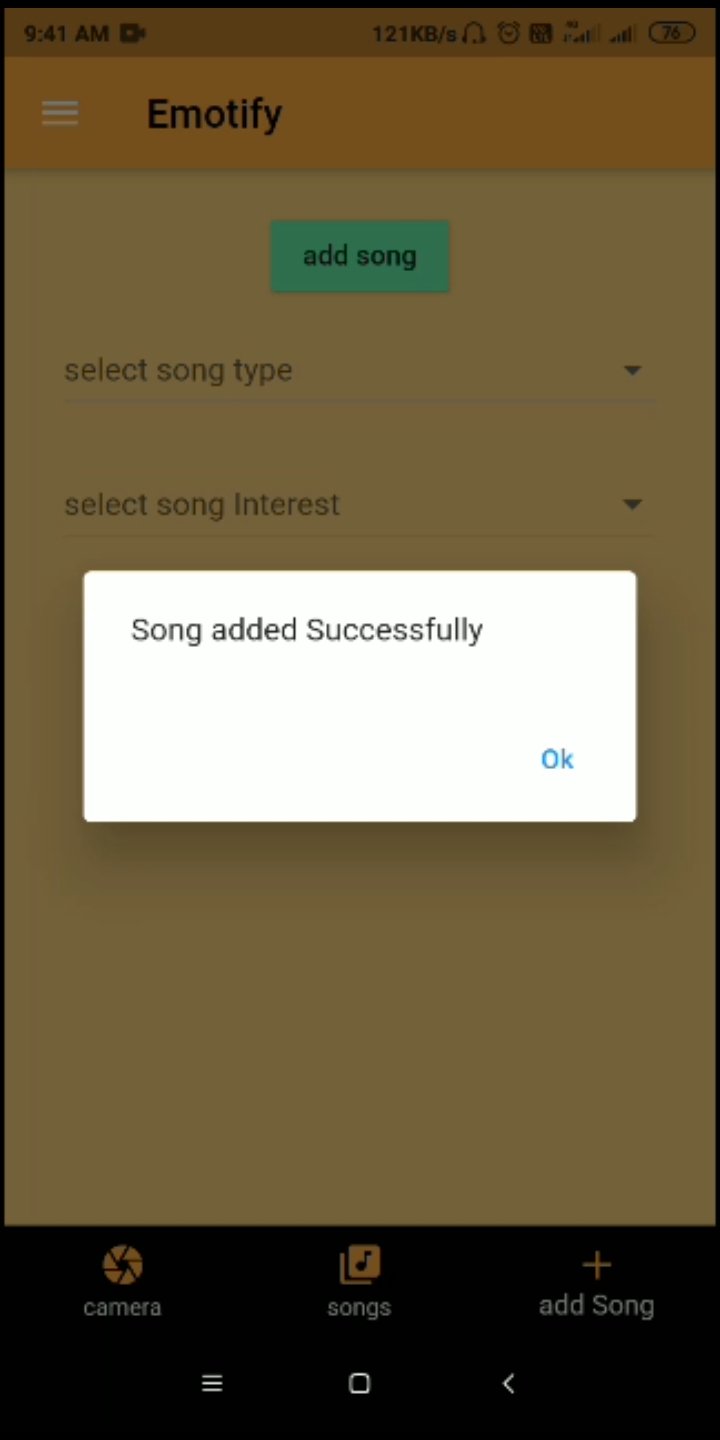 9:41 AM 121KB/s 4G 76
Emotify
add song
select song type
select song Interest
Song added Successfully
Ok
camera songs add Song